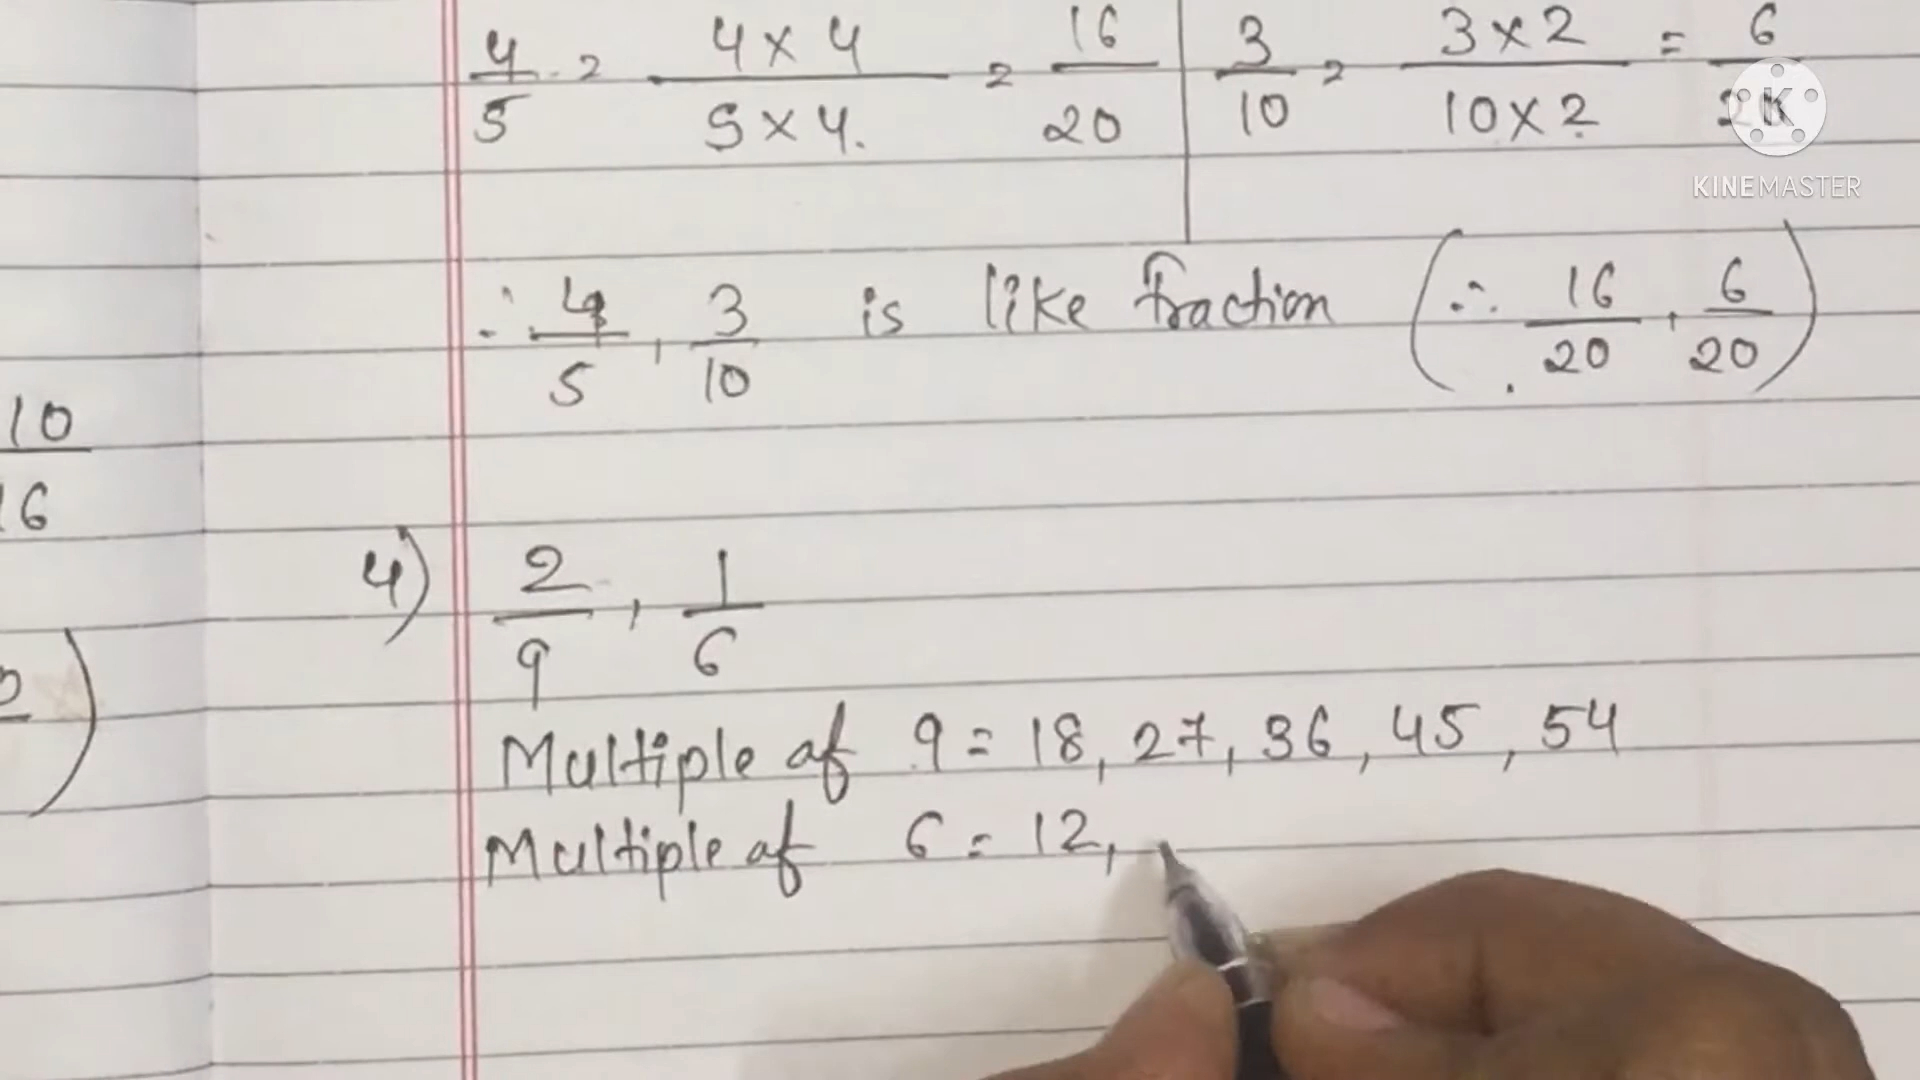 4/5 = 4 × 4 / 5 × 4. = 16/20 | 3/10 = 3 × 2 / 10 × 2 = 6/20
KINEMASTER
∴ 4/5 , 3/10 is like fraction (∴ 16/20 , 6/20)
10
16
4) 2/9 , 1/6
Multiple of 9 = 18, 27, 36, 45, 54
Multiple of 6 = 12,